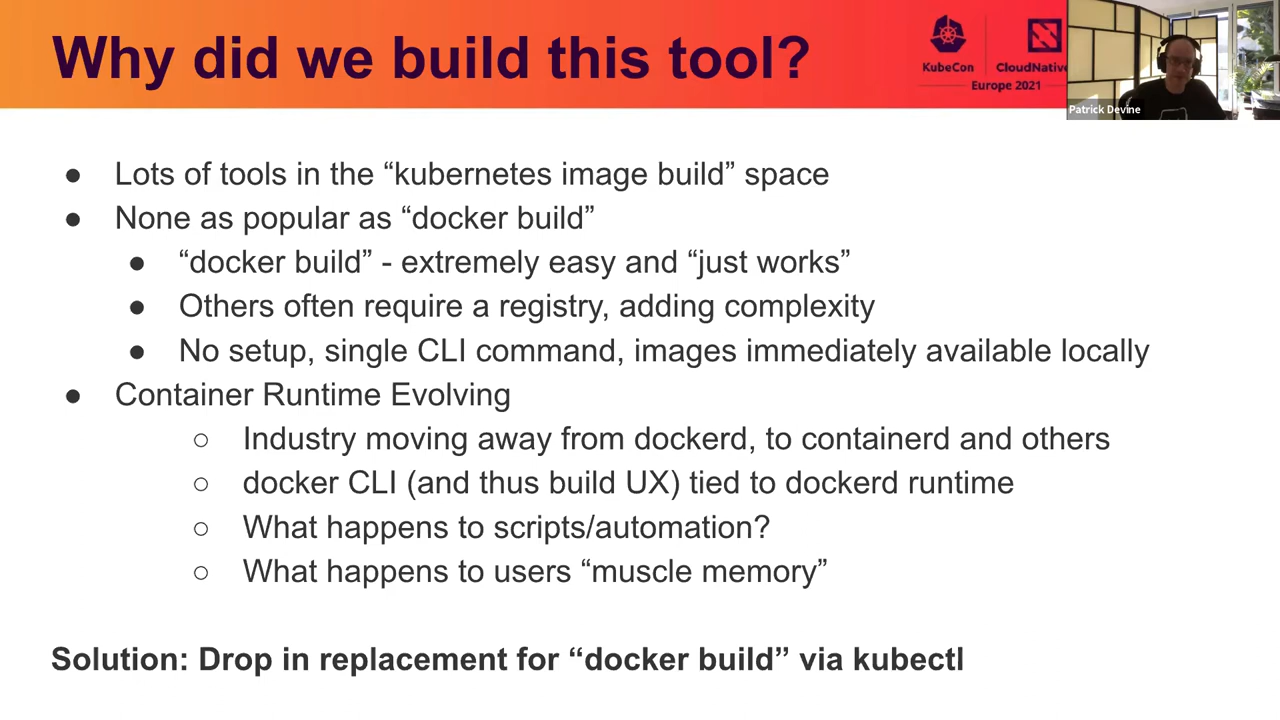 Why did we build this tool?
KubeCon
CloudNative
Europe 2021
Patrick Devine
● Lots of tools in the “kubernetes image build” space
● None as popular as “docker build”
● “docker build” - extremely easy and “just works”
● Others often require a registry, adding complexity
● No setup, single CLI command, images immediately available locally
● Container Runtime Evolving
○ Industry moving away from dockerd, to containerd and others
○ docker CLI (and thus build UX) tied to dockerd runtime
○ What happens to scripts/automation?
○ What happens to users “muscle memory”
Solution: Drop in replacement for “docker build” via kubectl